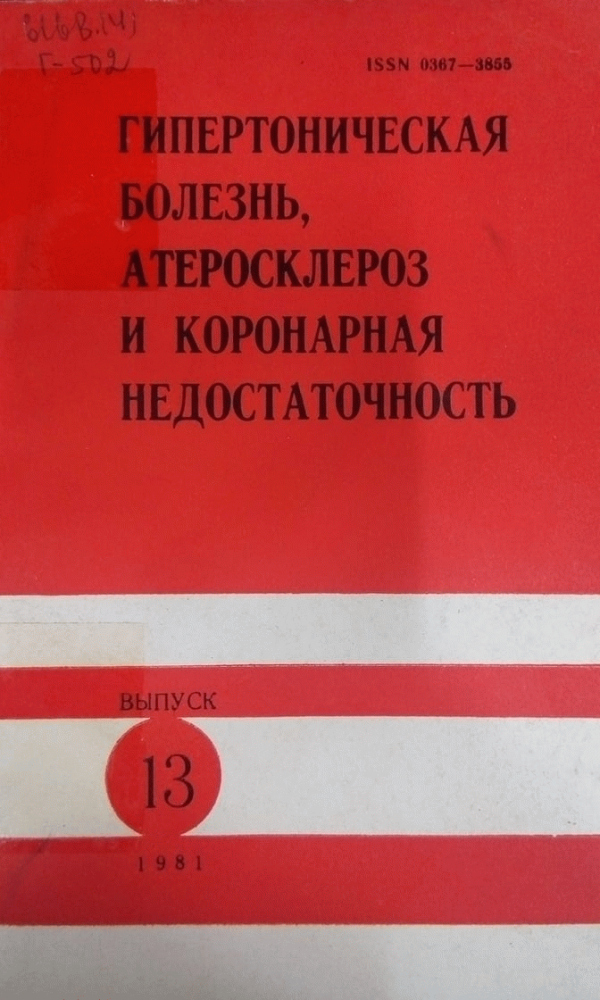 616В.14;
Г-502
ISSN 0367—3855
ГИПЕРТОНИЧЕСКАЯ
БОЛЕЗНЬ,
АТЕРОСКЛЕРОЗ
И КОРОНАРНАЯ
НЕДОСТАТОЧНОСТЬ
ВЫПУСК
13
1981